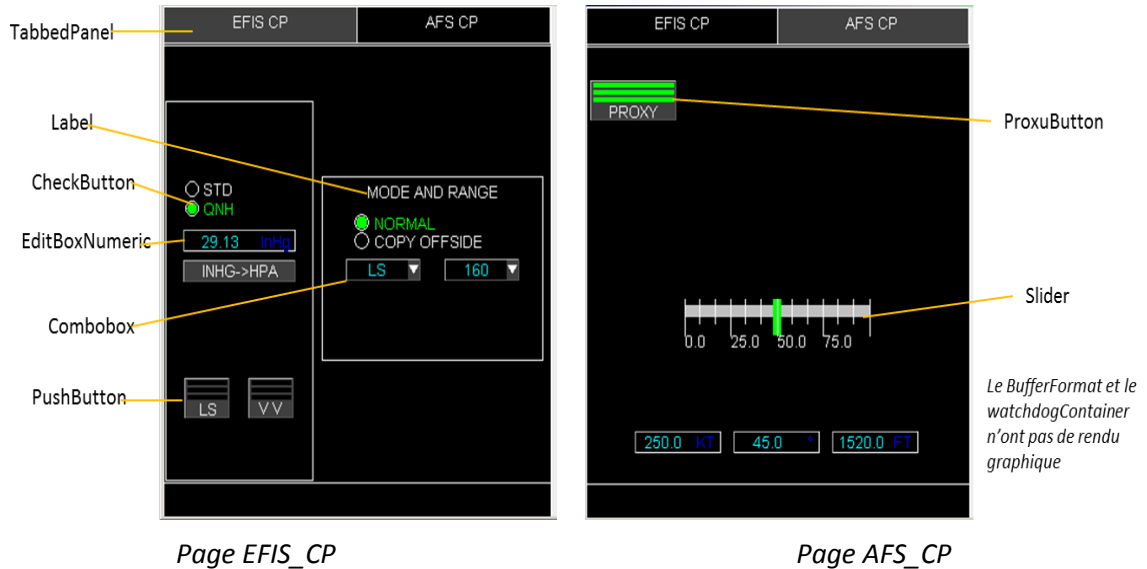 TabbedPanel
EFIS CP
AFS CP
Label
CheckButton
EditBoxNumeric
Combobox
PushButton
STD
QNH
29.13 InHg
INHG->HPA
LS
VV
MODE AND RANGE
NORMAL
COPY OFFSIDE
LS
160
Page EFIS_CP
EFIS CP
AFS CP
PROXY
ProxuButton
Slider
0.0 25.0 50.0 75.0
250.0 KT
45.0 °
1520.0 FT
Le BufferFormat et le
watchdogContainer
n'ont pas de rendu
graphique
Page AFS_CP